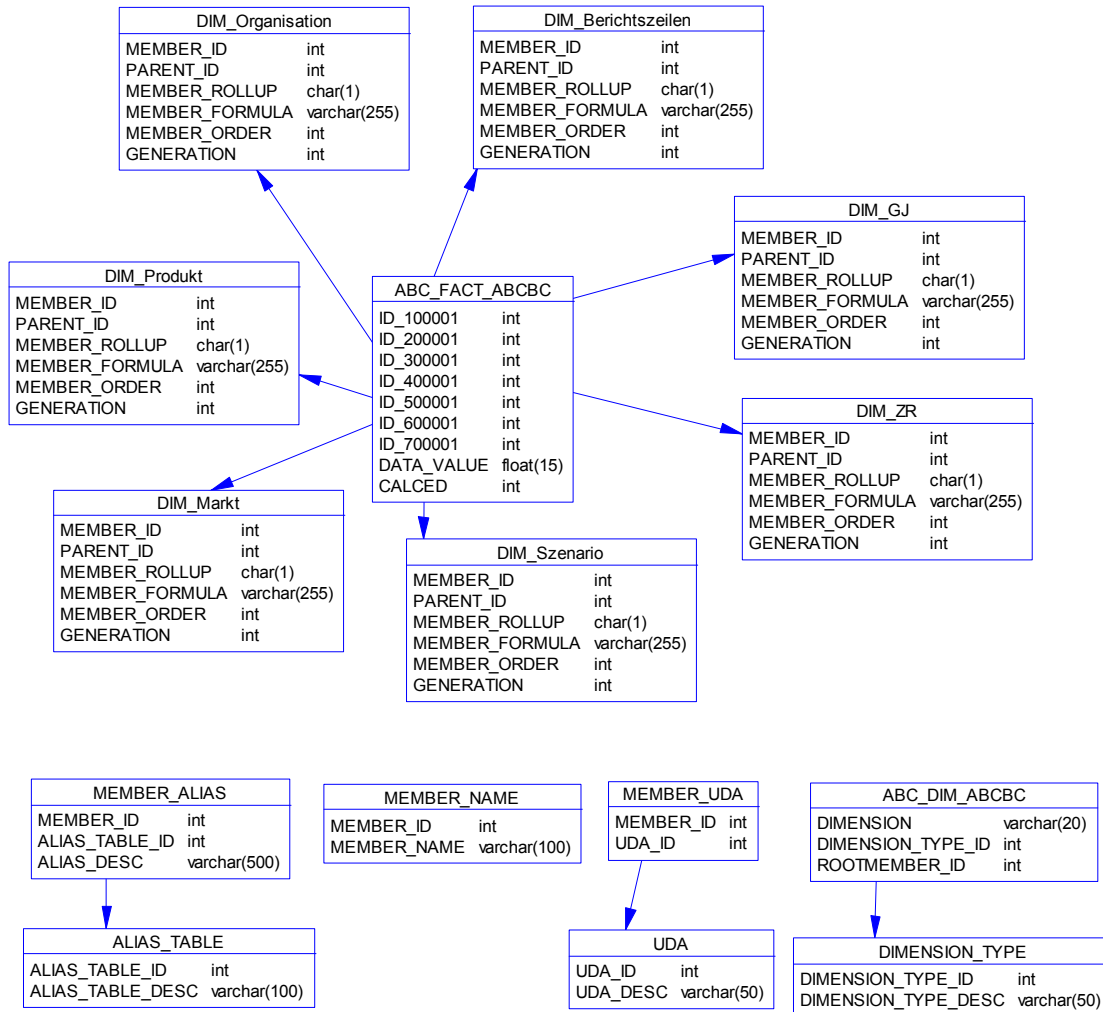 DIM_Organisation
MEMBER_ID int
PARENT_ID int
MEMBER_ROLLUP char(1)
MEMBER_FORMULA varchar(255)
MEMBER_ORDER int
GENERATION int
DIM_Berichtszeilen
MEMBER_ID int
PARENT_ID int
MEMBER_ROLLUP char(1)
MEMBER_FORMULA varchar(255)
MEMBER_ORDER int
GENERATION int
DIM_GJ
MEMBER_ID int
PARENT_ID int
MEMBER_ROLLUP char(1)
MEMBER_FORMULA varchar(255)
MEMBER_ORDER int
GENERATION int
DIM_Produkt
MEMBER_ID int
PARENT_ID int
MEMBER_ROLLUP char(1)
MEMBER_FORMULA varchar(255)
MEMBER_ORDER int
GENERATION int
ABC_FACT_ABCBC
ID_100001 int
ID_200001 int
ID_300001 int
ID_400001 int
ID_500001 int
ID_600001 int
ID_700001 int
DATA_VALUE float(15)
CALCED int
DIM_ZR
MEMBER_ID int
PARENT_ID int
MEMBER_ROLLUP char(1)
MEMBER_FORMULA varchar(255)
MEMBER_ORDER int
GENERATION int
DIM_Markt
MEMBER_ID int
PARENT_ID int
MEMBER_ROLLUP char(1)
MEMBER_FORMULA varchar(255)
MEMBER_ORDER int
GENERATION int
DIM_Szenario
MEMBER_ID int
PARENT_ID int
MEMBER_ROLLUP char(1)
MEMBER_FORMULA varchar(255)
MEMBER_ORDER int
GENERATION int
MEMBER_ALIAS
MEMBER_ID int
ALIAS_TABLE_ID int
ALIAS_DESC varchar(500)
MEMBER_NAME
MEMBER_ID int
MEMBER_NAME varchar(100)
MEMBER_UDA
MEMBER_ID int
UDA_ID int
ABC_DIM_ABCBC
DIMENSION varchar(20)
DIMENSION_TYPE_ID int
ROOTMEMBER_ID int
ALIAS_TABLE
ALIAS_TABLE_ID int
ALIAS_TABLE_DESC varchar(100)
UDA
UDA_ID int
UDA_DESC varchar(50)
DIMENSION_TYPE
DIMENSION_TYPE_ID int
DIMENSION_TYPE_DESC varchar(50)